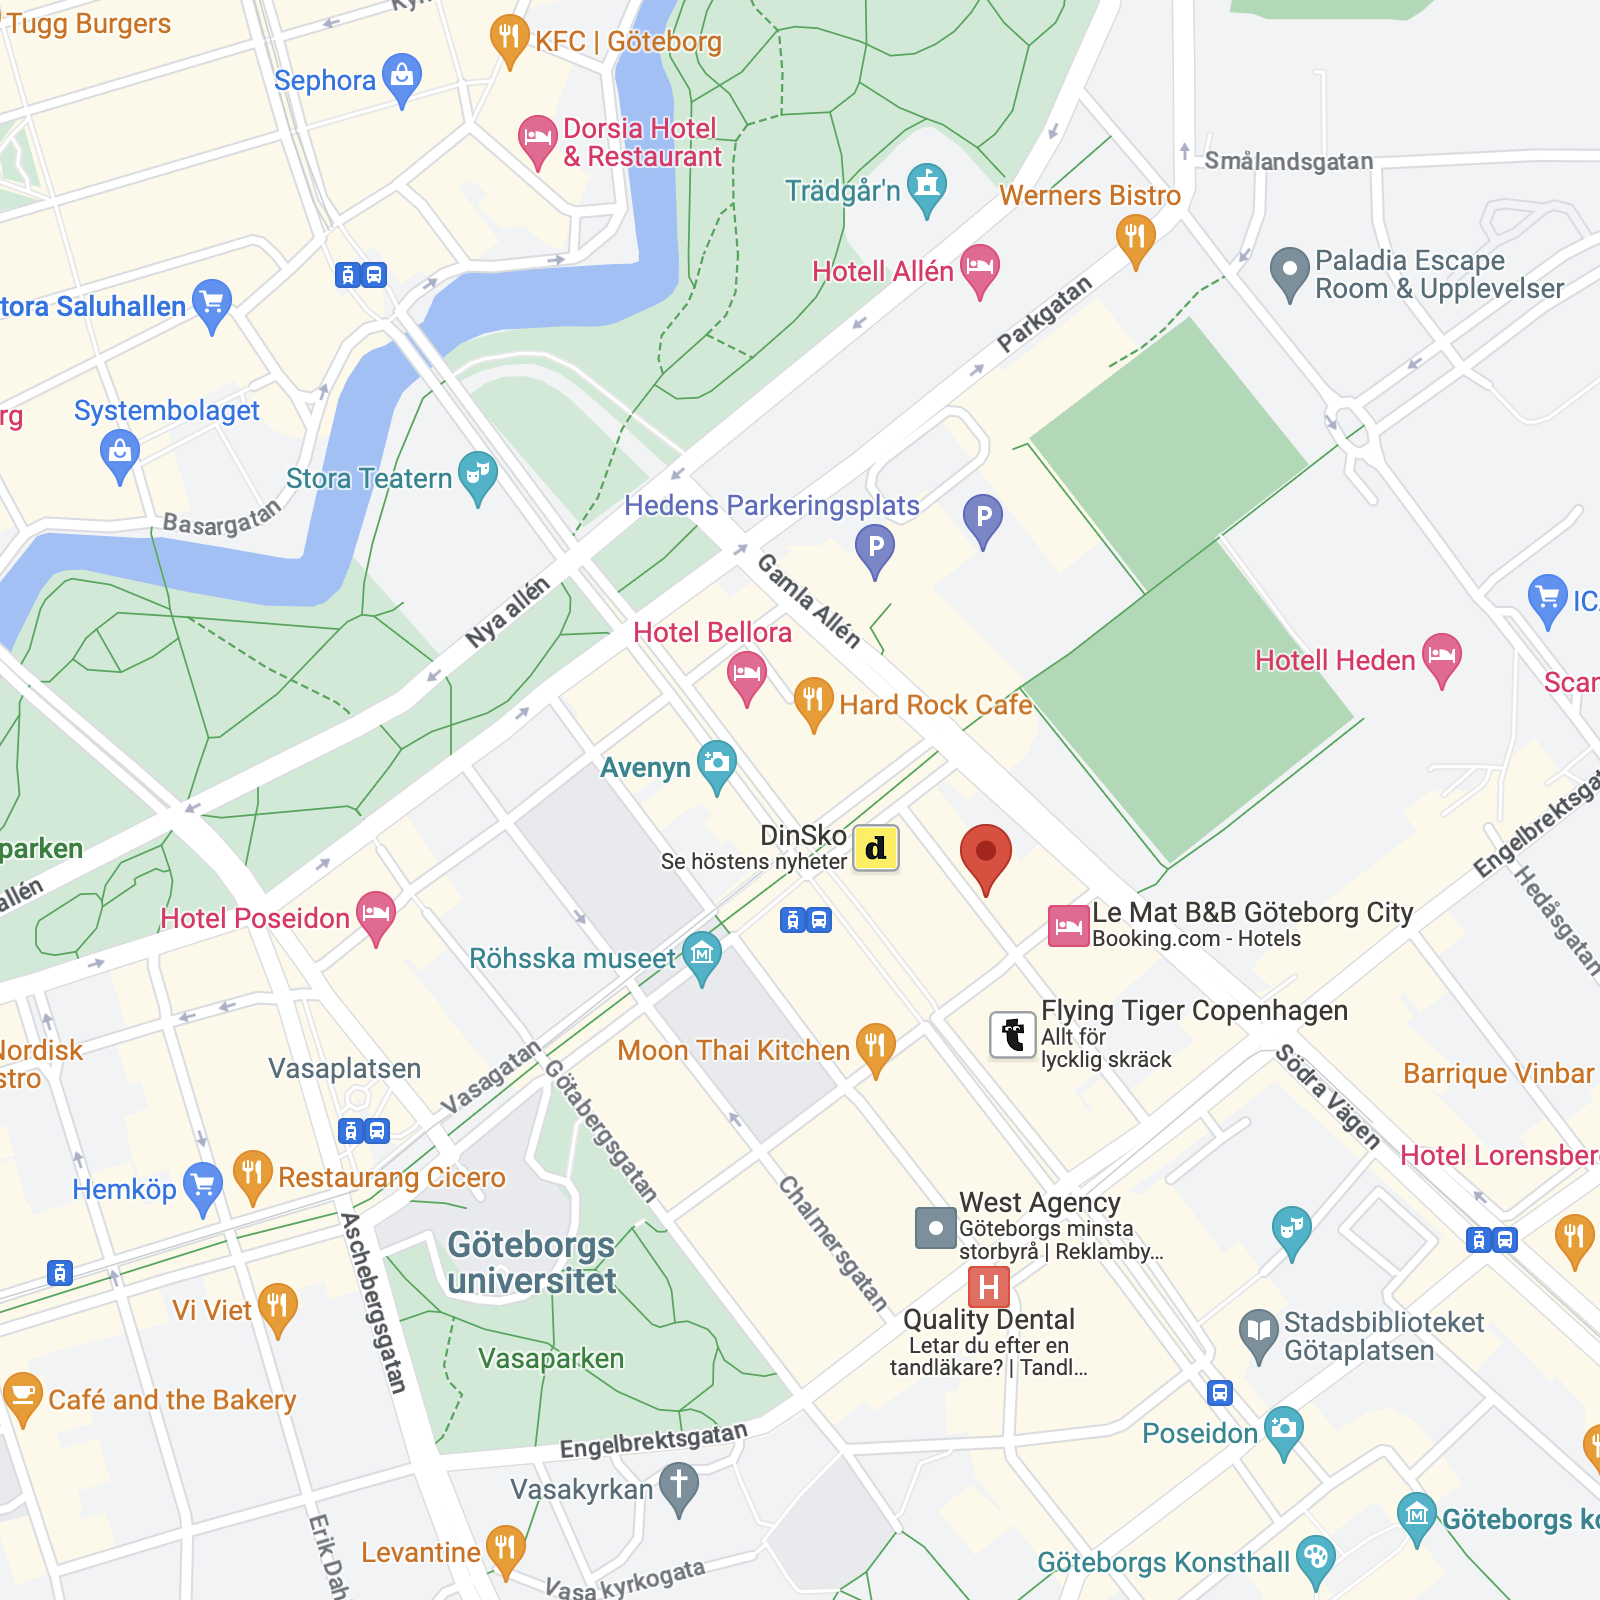 Tugg Burgers
KFC | Göteborg
Sephora
Dorsia Hotel
& Restaurant
Smålandsgatan
Trädgår'n
Werners Bistro
Hotell Allén
Paladia Escape
Room & Upplevelser
tora Saluhallen
Parkgatan
rg
Systembolaget
Stora Teatern
Basargatan
Hedens Parkeringsplats
P
P
Nya allén
Gamla Allén
Hotel Bellora
Hotell Heden
Scan
Hard Rock Cafe
Avenyn
parken
allén
DinSko
Se höstens nyheter
d
Engelbrektsgat
Hedåsgatan
Hotel Poseidon
Le Mat B&B Göteborg City
Booking.com - Hotels
Röhsska museet
M
Flying Tiger Copenhagen
Allt för
lycklig skräck
Nordisk
stro
Vasaplatsen
Vasagatan
Götabergsgatan
Moon Thai Kitchen
Södra Vägen
Barrique Vinbar
Hotel Lorensber
Hemköp
Restaurang Cicero
Chalmersgatan
West Agency
Göteborgs minsta
storbyrå | Reklamby...
Göteborgs
universitet
Aschebergsgatan
H
Quality Dental
Letar du efter en
tandläkare? | Tandl...
Vi Viet
Stadsbiblioteket
Götaplatsen
Vasaparken
Café and the Bakery
Poseidon
Engelbrektsgatan
Vasakyrkan
M
Göteborgs ko
Erik Dahl
Levantine
Vasa kyrkogata
Göteborgs Konsthall